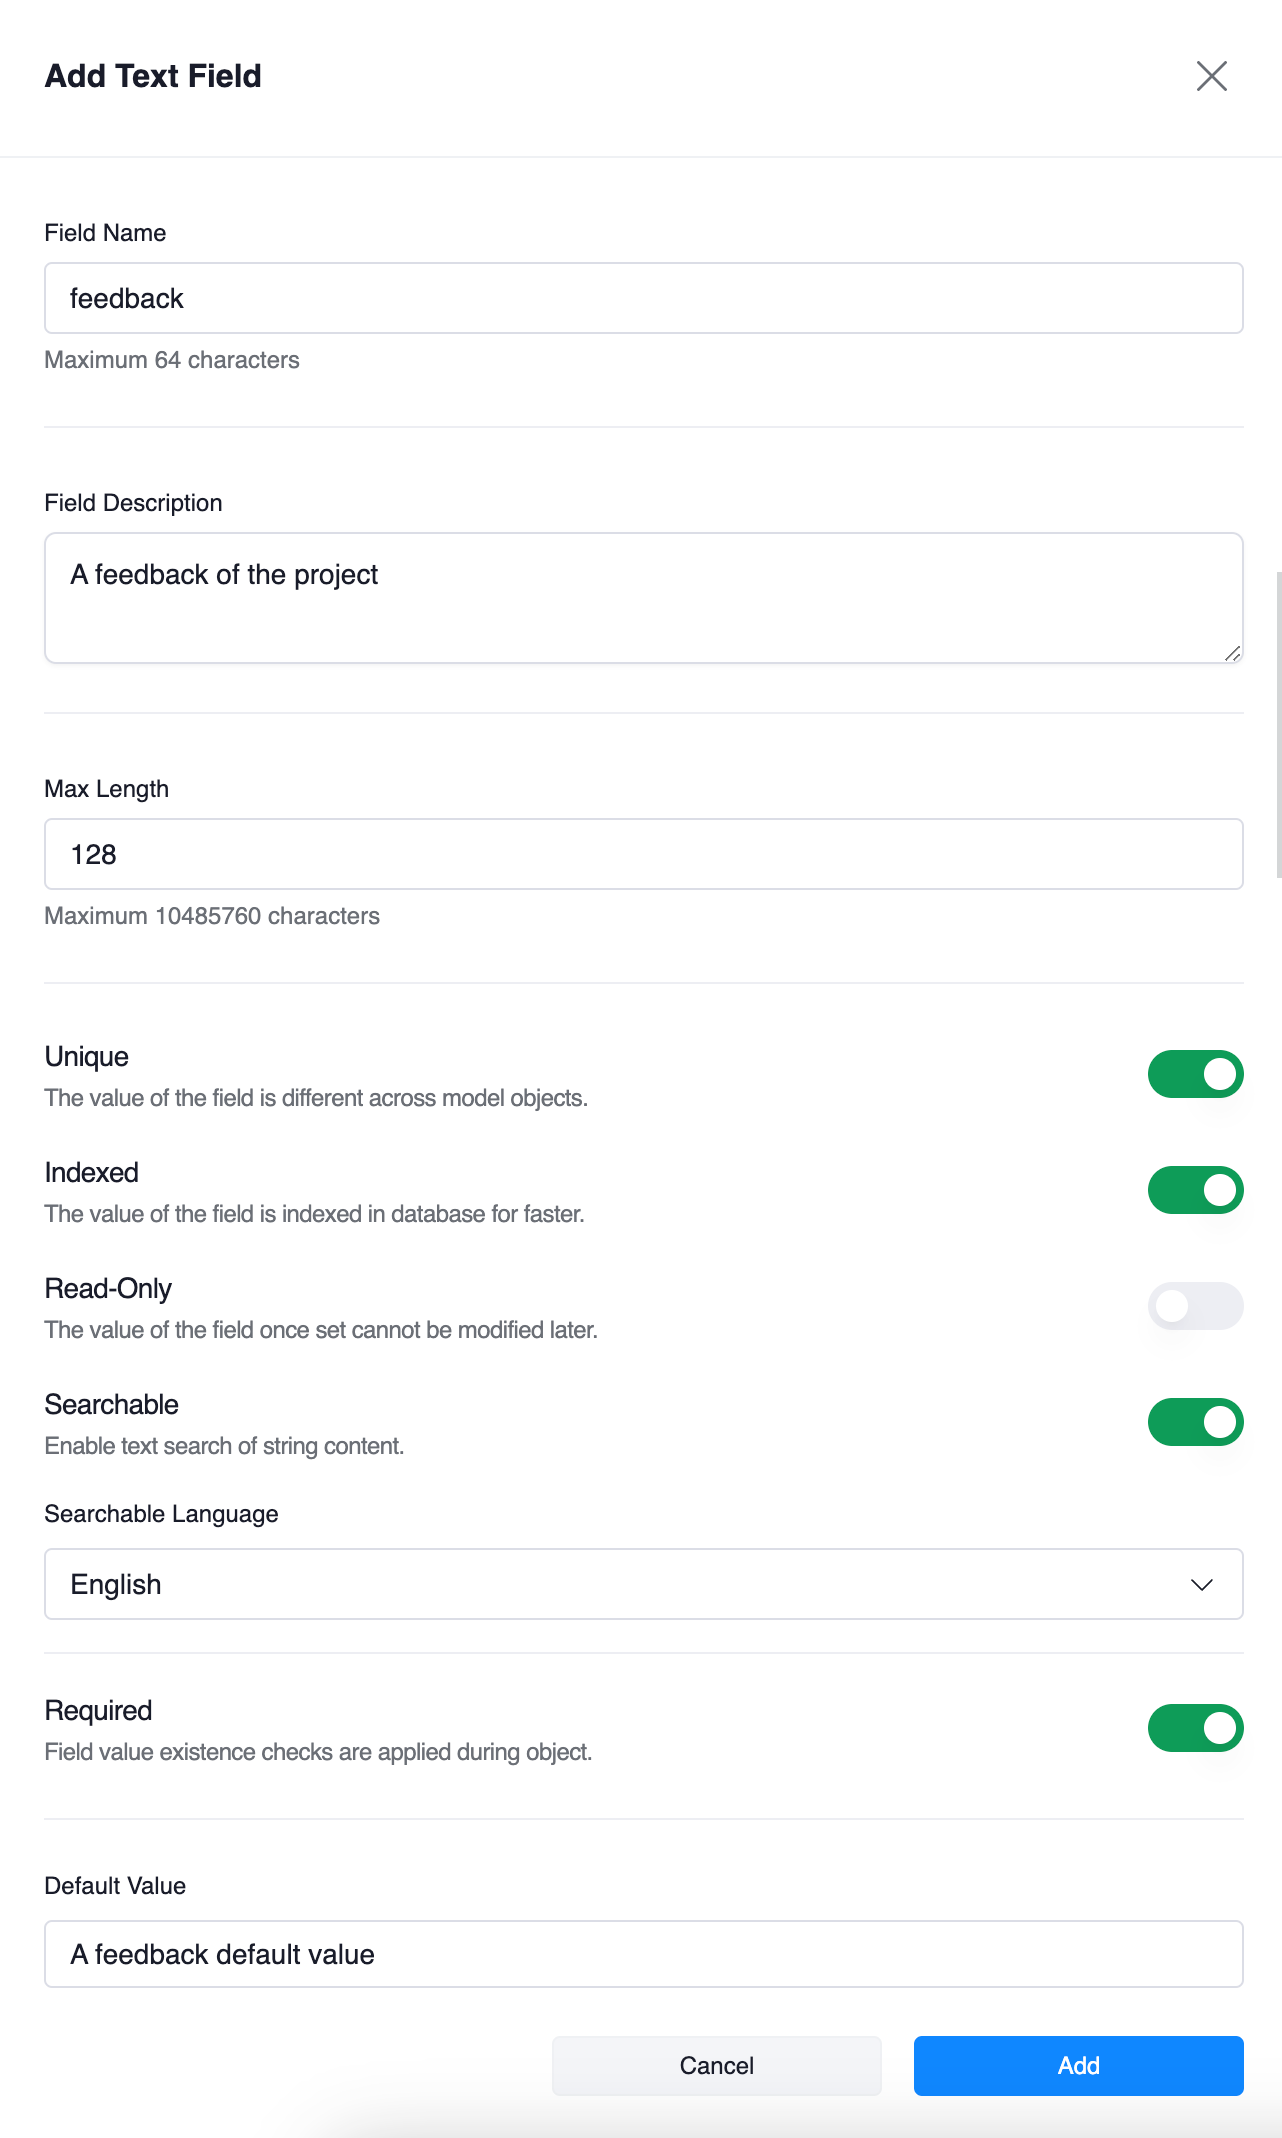 Add Text Field
Field Name
feedback
Maximum 64 characters
Field Description
A feedback of the project
Max Length
128
Maximum 10485760 characters
Unique
The value of the field is different across model objects.
Indexed
The value of the field is indexed in database for faster.
Read-Only
The value of the field once set cannot be modified later.
Searchable
Enable text search of string content.
Searchable Language
English
Required
Field value existence checks are applied during object.
Default Value
A feedback default value
Cancel
Add